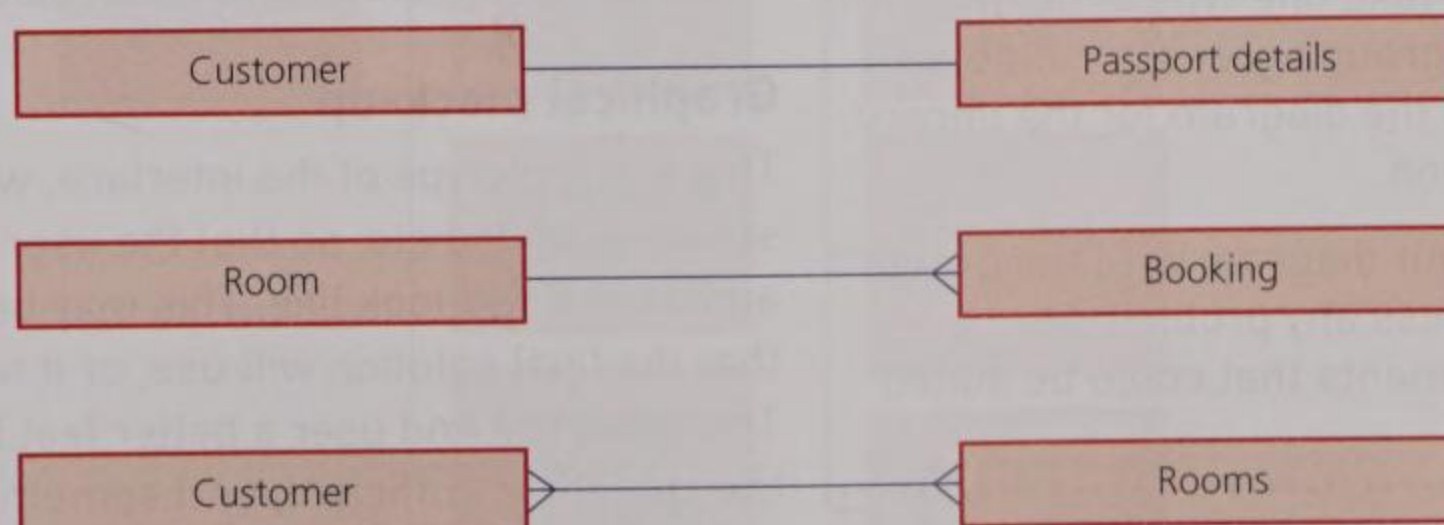 Customer
Passport details
Room
Booking
Customer
Rooms